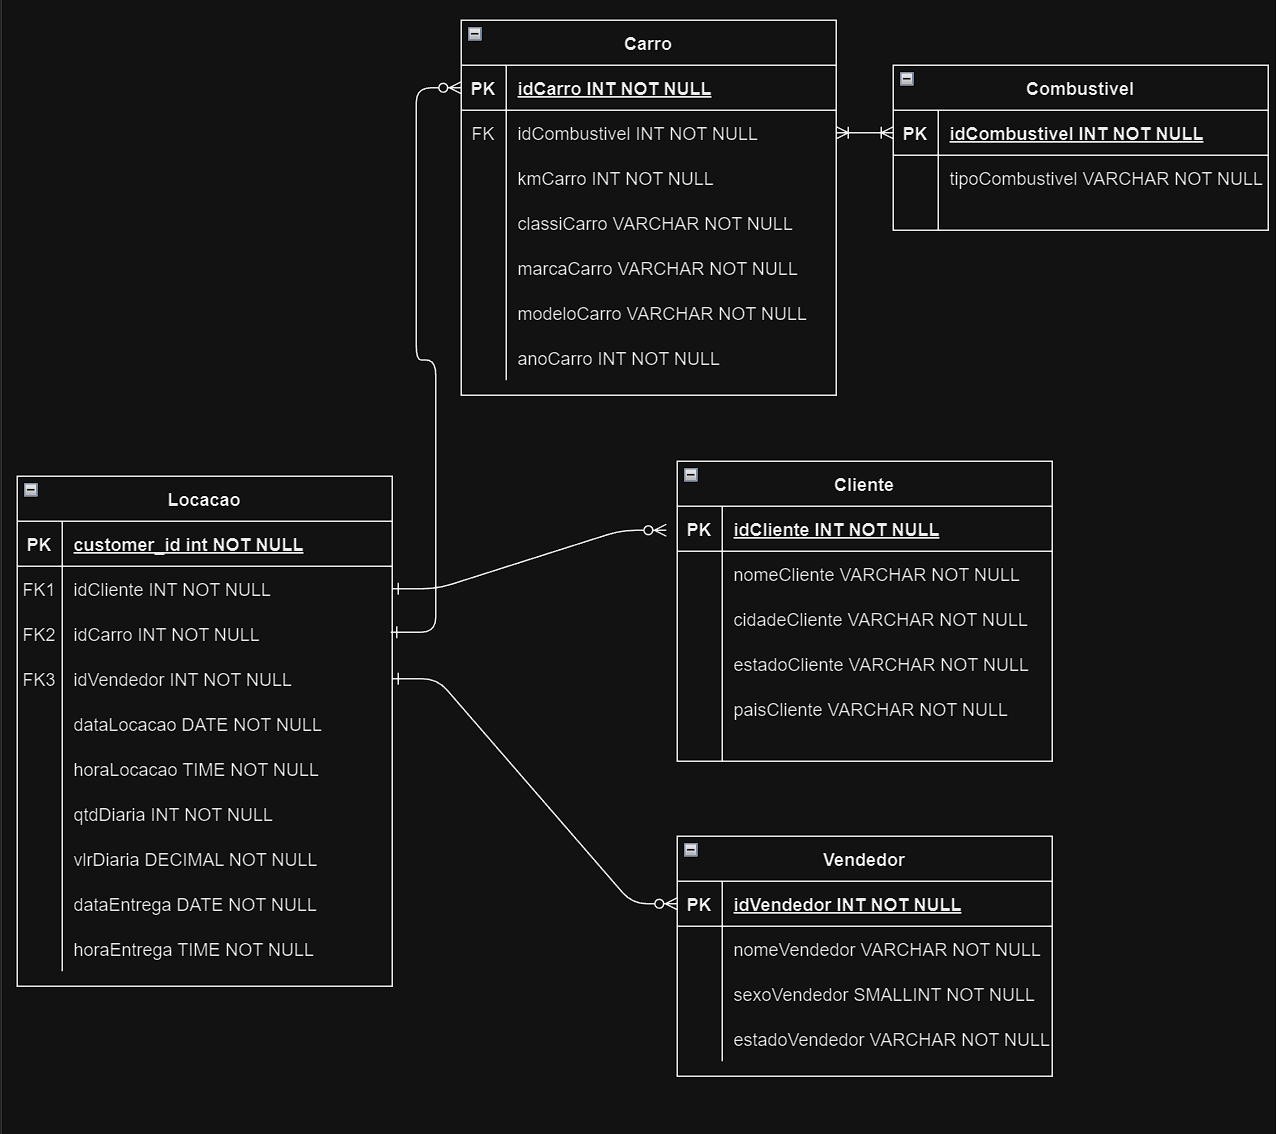 Carro
PK idCarro INT NOT NULL
FK idCombustivel INT NOT NULL
kmCarro INT NOT NULL
classiCarro VARCHAR NOT NULL
marcaCarro VARCHAR NOT NULL
modeloCarro VARCHAR NOT NULL
anoCarro INT NOT NULL
Combustivel
PK idCombustivel INT NOT NULL
tipoCombustivel VARCHAR NOT NULL
Locacao
PK customer_id int NOT NULL
FK1 idCliente INT NOT NULL
FK2 idCarro INT NOT NULL
FK3 idVendedor INT NOT NULL
dataLocacao DATE NOT NULL
horaLocacao TIME NOT NULL
qtdDiaria INT NOT NULL
vlrDiaria DECIMAL NOT NULL
dataEntrega DATE NOT NULL
horaEntrega TIME NOT NULL
Cliente
PK idCliente INT NOT NULL
nomeCliente VARCHAR NOT NULL
cidadeCliente VARCHAR NOT NULL
estadoCliente VARCHAR NOT NULL
paisCliente VARCHAR NOT NULL
Vendedor
PK idVendedor INT NOT NULL
nomeVendedor VARCHAR NOT NULL
sexoVendedor SMALLINT NOT NULL
estadoVendedor VARCHAR NOT NULL